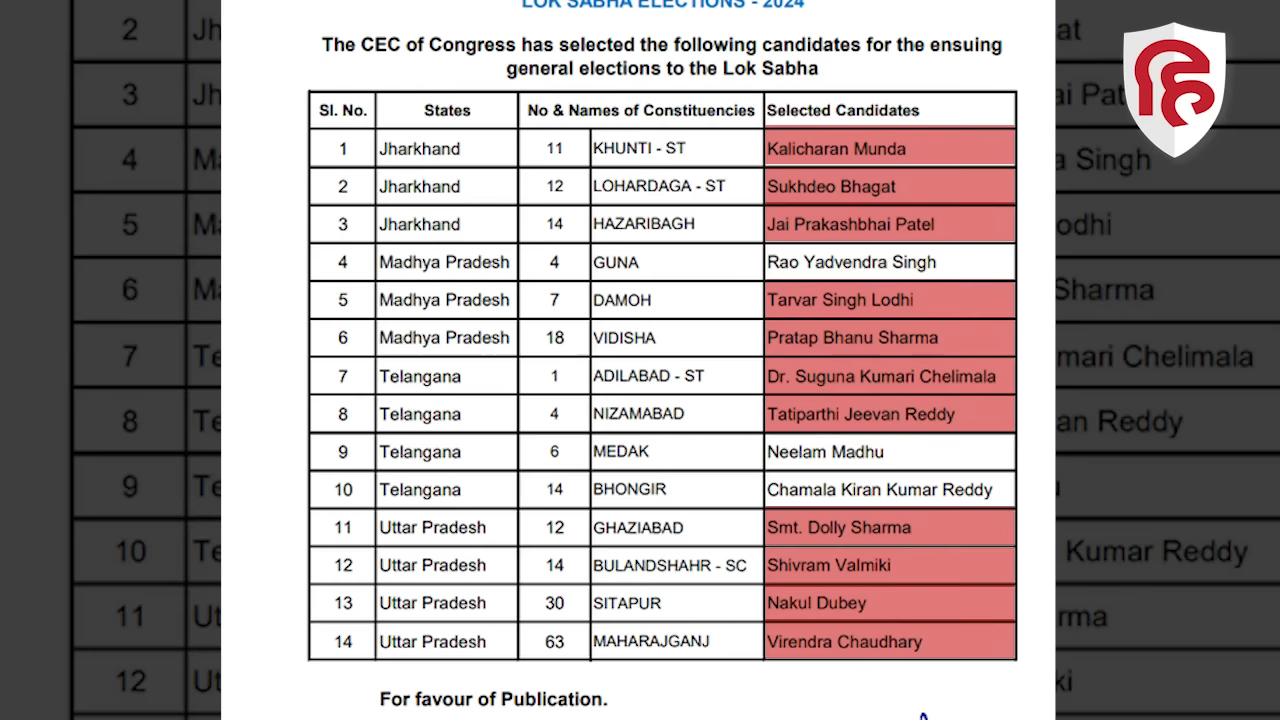 LOK SABHA ELECTIONS - 2024
The CEC of Congress has selected the following candidates for the ensuing
general elections to the Lok Sabha
Sl. No. States No & Names of Constituencies Selected Candidates
1 Jharkhand 11 KHUNTI - ST Kalicharan Munda
2 Jharkhand 12 LOHARDAGA - ST Sukhdeo Bhagat
3 Jharkhand 14 HAZARIBAGH Jai Prakashbhai Patel
4 Madhya Pradesh 4 GUNA Rao Yadvendra Singh
5 Madhya Pradesh 7 DAMOH Tarvar Singh Lodhi
6 Madhya Pradesh 18 VIDISHA Pratap Bhanu Sharma
7 Telangana 1 ADILABAD - ST Dr. Suguna Kumari Chelimala
8 Telangana 4 NIZAMABAD Tatiparthi Jeevan Reddy
9 Telangana 6 MEDAK Neelam Madhu
10 Telangana 14 BHONGIR Chamala Kiran Kumar Reddy
11 Uttar Pradesh 12 GHAZIABAD Smt. Dolly Sharma
12 Uttar Pradesh 14 BULANDSHAHR - SC Shivram Valmiki
13 Uttar Pradesh 30 SITAPUR Nakul Dubey
14 Uttar Pradesh 63 MAHARAJGANJ Virendra Chaudhary
For favour of Publication.